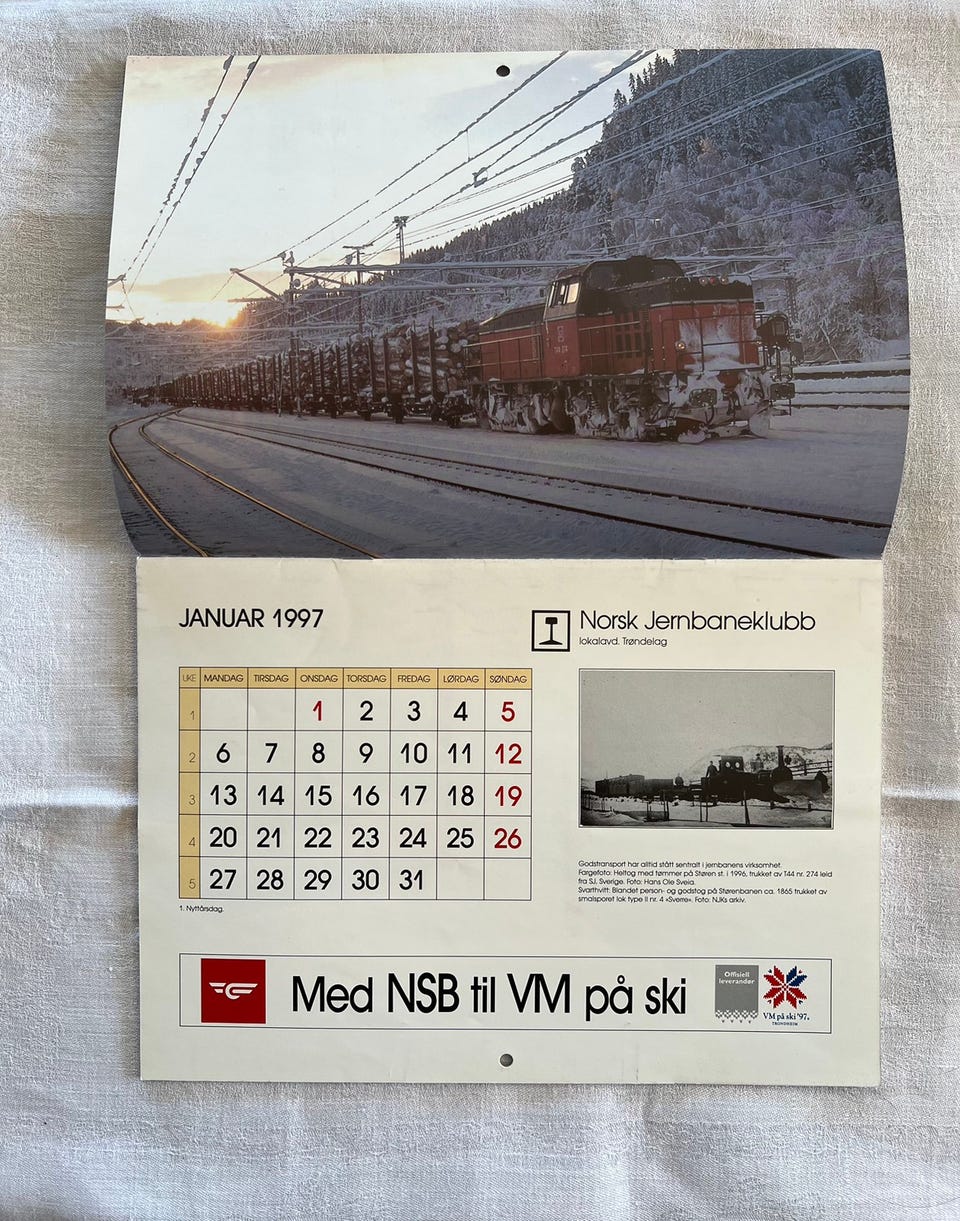 JANUAR 1997
Norsk Jernbaneklubb
lokalavd. Trøndelag
UKE MANDAG TIRSDAG ONSDAG TORSDAG FREDAG LØRDAG SØNDAG
1 1 2 3 4 5
2 6 7 8 9 10 11 12
3 13 14 15 16 17 18 19
4 20 21 22 23 24 25 26
5 27 28 29 30 31
1. Nyttårsdag.
Godstransport har alltid stått sentralt i jernbanens virksomhet.
Fargefoto: Heltog med tømmer på Støren st. i 1996, trukket av T44 nr. 274 leid
fra SJ, Sverige. Foto: Hans Ole Sveia.
Svarthvitt: Blandet person- og godstog på Størenbanen ca. 1865 trukket av
smalsporet lok type II nr. 4 «Sverre». Foto: NJKs arkiv.
Med NSB til VM på ski
Offisiell
leverandør
VM på ski '97.
TRONDHEIM